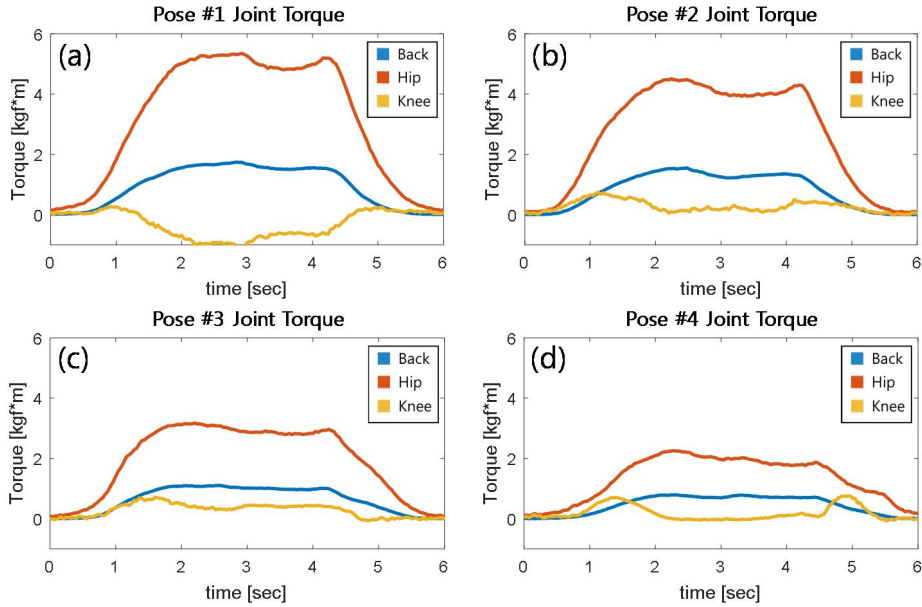 Pose #1 Joint Torque
(a)
Back
Hip
Knee
Torque [kgf*m]
6
4
2
0
0 1 2 3 4 5 6
time [sec]
Pose #2 Joint Torque
(b)
Back
Hip
Knee
Torque [kgf*m]
6
4
2
0
0 1 2 3 4 5 6
time [sec]
Pose #3 Joint Torque
(c)
Back
Hip
Knee
Torque [kgf*m]
6
4
2
0
0 1 2 3 4 5 6
time [sec]
Pose #4 Joint Torque
(d)
Back
Hip
Knee
Torque [kgf*m]
6
4
2
0
0 1 2 3 4 5 6
time [sec]